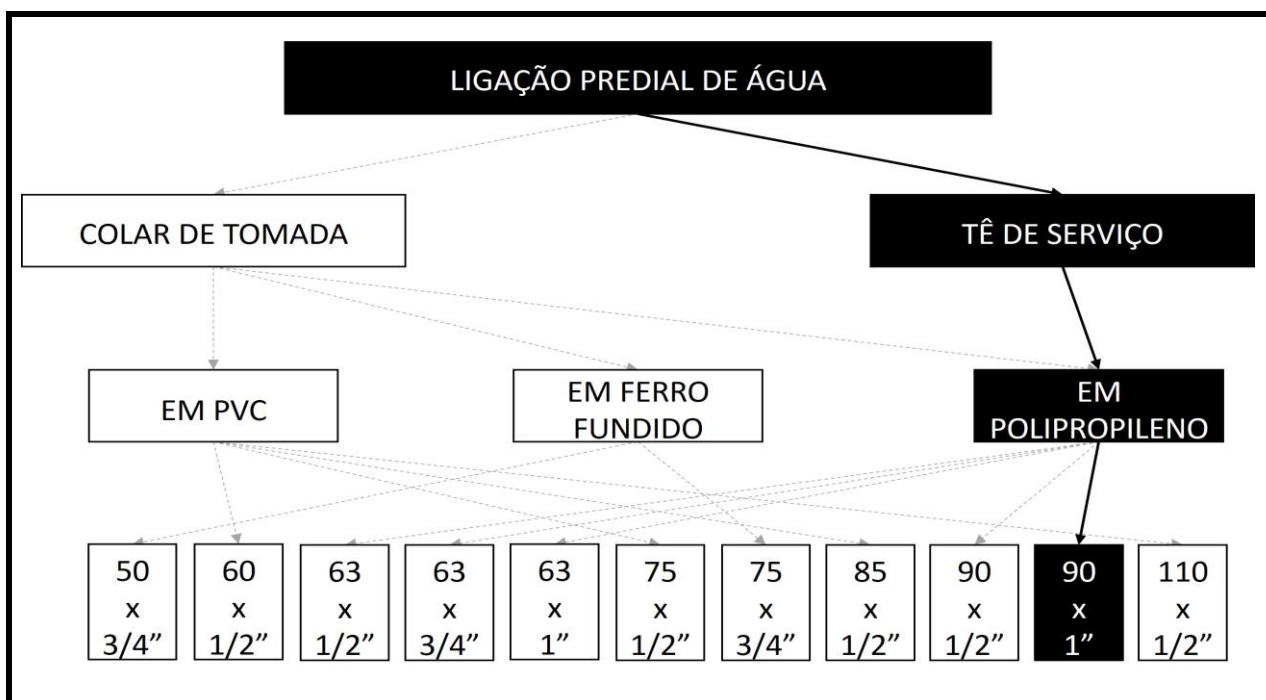 LIGAÇÃO PREDIAL DE ÁGUA
COLAR DE TOMADA
TÊ DE SERVIÇO
EM PVC
EM FERRO
FUNDIDO
EM
POLIPROPILENO
50
x
3/4”
60
x
1/2”
63
x
1/2”
63
x
3/4”
63
x
1”
75
x
1/2”
75
x
3/4”
85
x
1/2”
90
x
1/2”
90
x
1”
110
x
1/2”